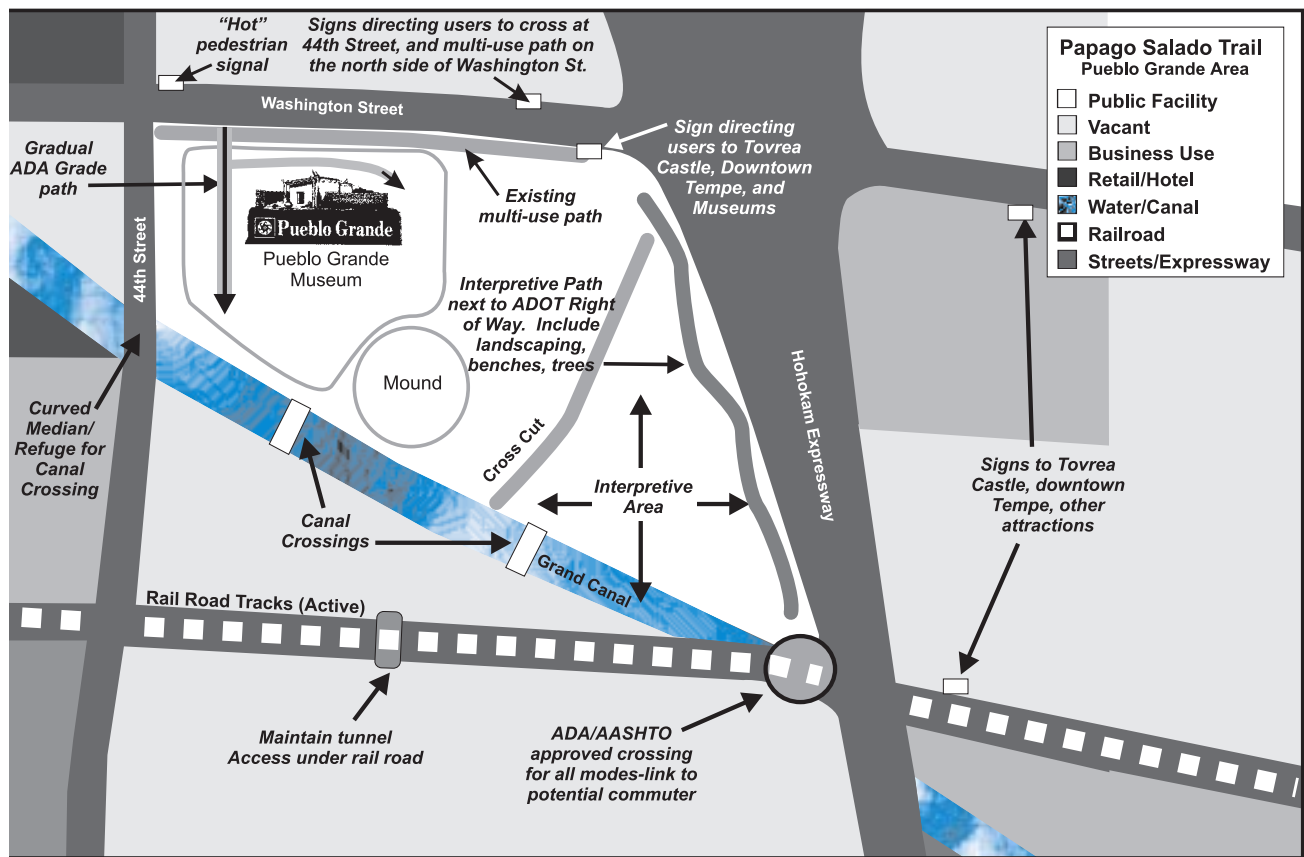 “Hot”
pedestrian
signal
Signs directing users to cross at
44th Street, and multi-use path on
the north side of Washington St.
Papago Salado Trail
Pueblo Grande Area
Public Facility
Vacant
Business Use
Retail/Hotel
Water/Canal
Railroad
Streets/Expressway
Washington Street
Sign directing
users to Tovrea
Castle, Downtown
Tempe, and
Museums
Gradual
ADA Grade
path
Existing
multi-use path
Pueblo Grande
Pueblo Grande
Museum
44th Street
Interpretive Path
next to ADOT Right
of Way. Include
landscaping,
benches, trees
Mound
Hohokam Expressway
Curved
Median/
Refuge for
Canal
Crossing
Cross Cut
Signs to Tovrea
Castle, downtown
Tempe, other
attractions
Interpretive
Area
Canal
Crossings
Grand Canal
Rail Road Tracks (Active)
Maintain tunnel
Access under rail road
ADA/AASHTO
approved crossing
for all modes-link to
potential commuter